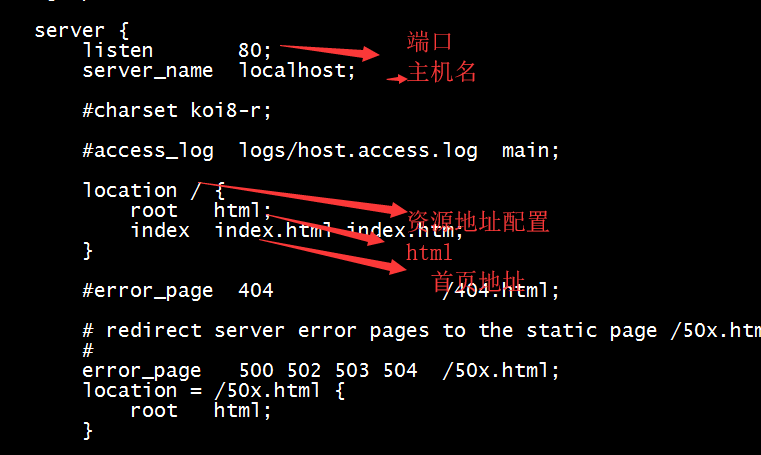 server {
listen 80; 端口
server_name localhost; 主机名
#charset koi8-r;
#access_log logs/host.access.log main;
location / {
root html; 资源地址配置
index index.html index.htm;
} html
首页地址
#error_page 404 /404.html;
# redirect server error pages to the static page /50x.htm
#
error_page 500 502 503 504 /50x.html;
location = /50x.html {
root html;
}